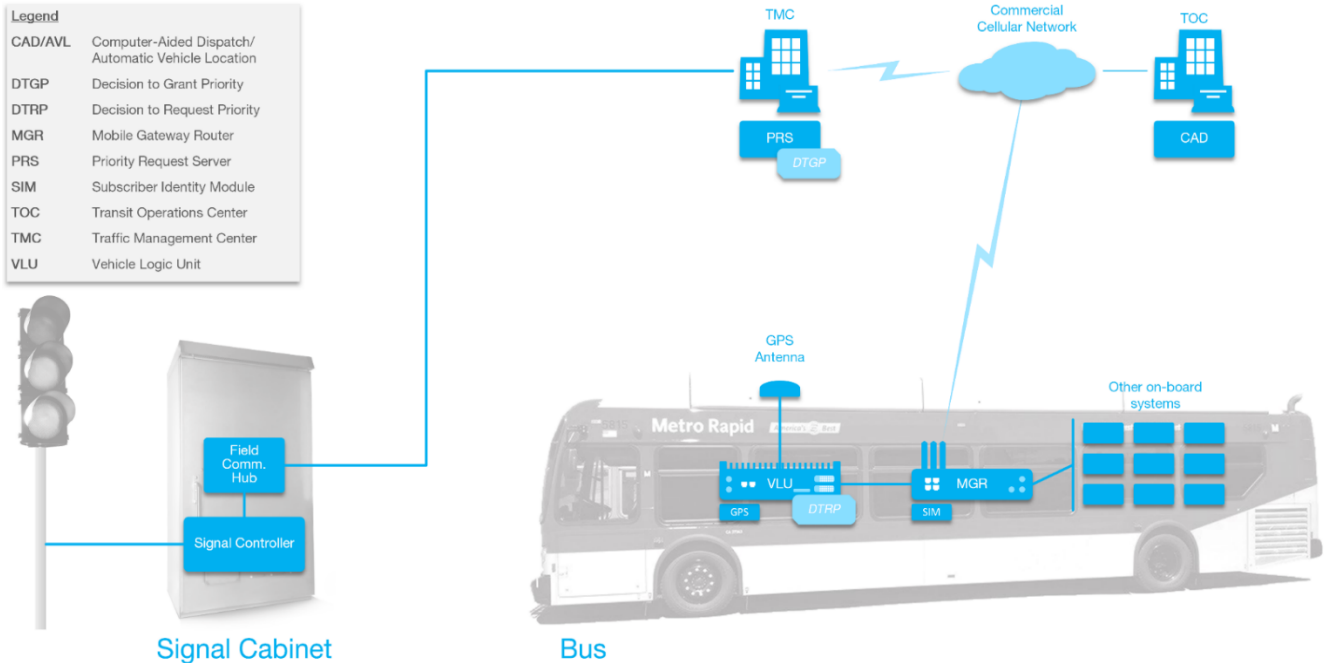 Legend
CAD/AVL Computer-Aided Dispatch/
Automatic Vehicle Location
DTGP Decision to Grant Priority
DTRP Decision to Request Priority
MGR Mobile Gateway Router
PRS Priority Request Server
SIM Subscriber Identity Module
TOC Transit Operations Center
TMC Traffic Management Center
VLU Vehicle Logic Unit
TMC
Commercial
Cellular Network
TOC
PRS
DTGP
CAD
GPS
Antenna
Other on-board
systems
Metro Rapid
America's Best
Field
Comm.
Hub
VLU
MGR
GPS
DTRP
SIM
Signal Controller
Signal Cabinet
Bus